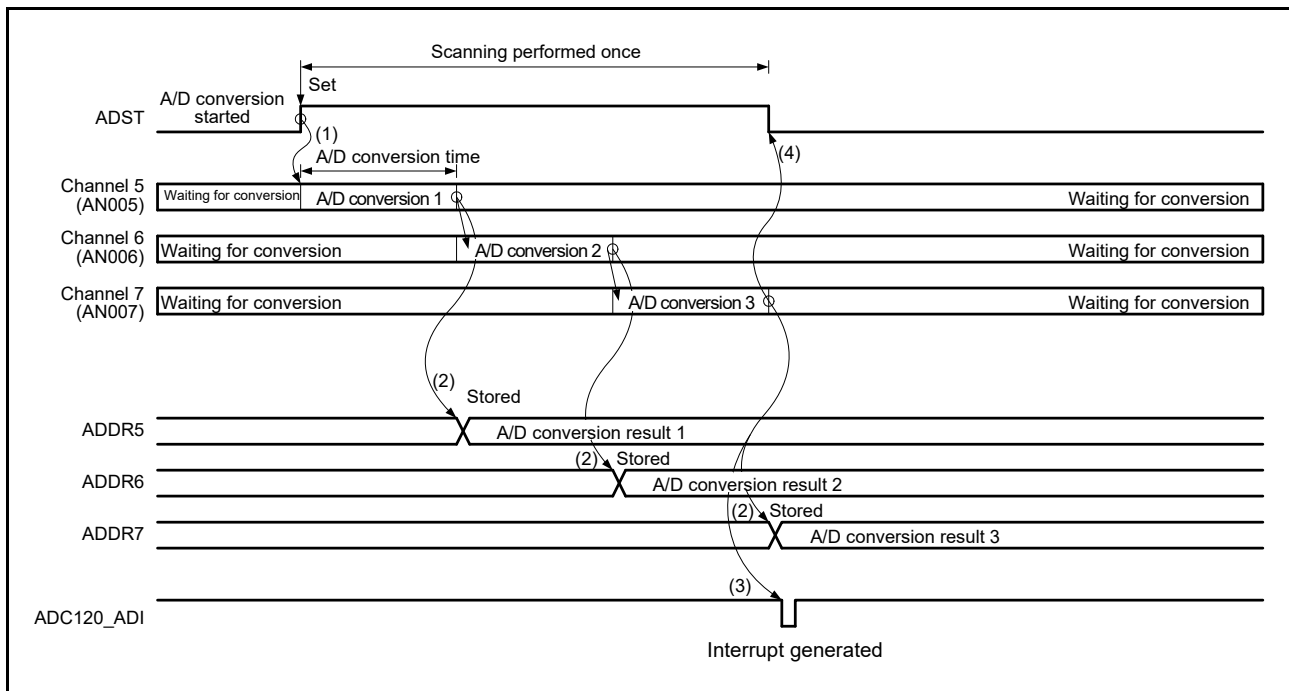 Scanning performed once
Set
A/D conversion
started
ADST
(1)
(4)
A/D conversion time
Channel 5
(AN005)
Waiting for conversion
A/D conversion 1
Waiting for conversion
Channel 6
(AN006)
Waiting for conversion
A/D conversion 2
Waiting for conversion
Channel 7
(AN007)
Waiting for conversion
A/D conversion 3
Waiting for conversion
(2)
Stored
ADDR5
A/D conversion result 1
(2)
Stored
ADDR6
A/D conversion result 2
(2)
Stored
ADDR7
A/D conversion result 3
(3)
ADC120_ADI
Interrupt generated